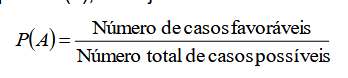 P(A) = Número de casos favoráveis / Número total de casos possíveis